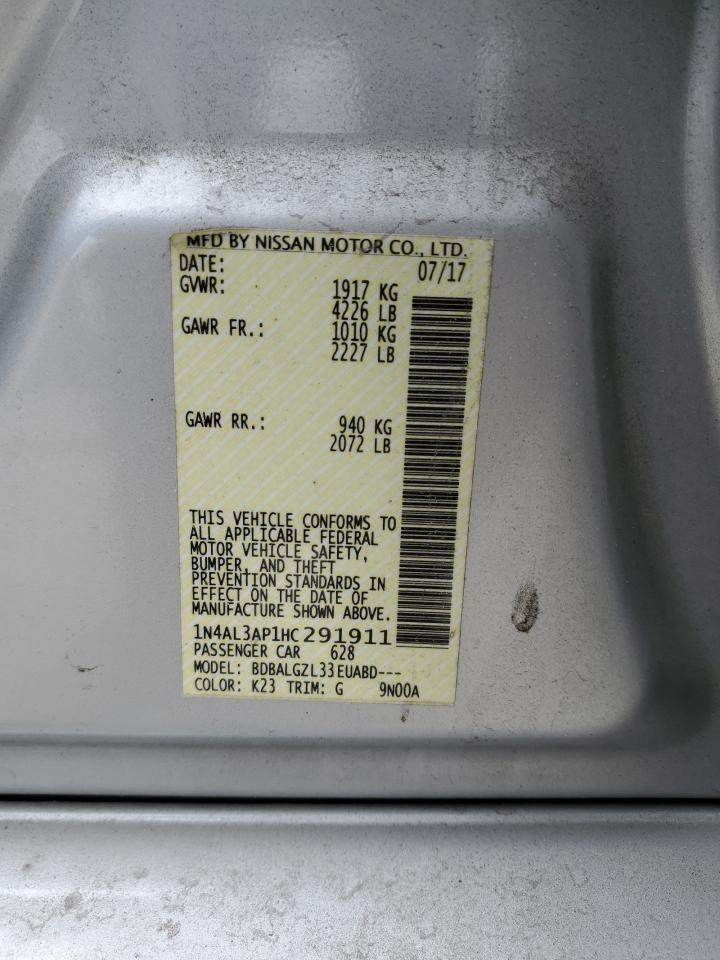 MFD BY NISSAN MOTOR CO., LTD.
DATE: 07/17
GVWR: 1917 KG
4226 LB
GAWR FR.: 1010 KG
2227 LB
GAWR RR.: 940 KG
2072 LB
THIS VEHICLE CONFORMS TO
ALL APPLICABLE FEDERAL
MOTOR VEHICLE SAFETY,
BUMPER, AND THEFT
PREVENTION STANDARDS IN
EFFECT ON THE DATE OF
MANUFACTURE SHOWN ABOVE.
1N4AL3AP1HC291911
PASSENGER CAR 628
MODEL: BDBALGZL33EUABD---
COLOR: K23 TRIM: G 9N00A